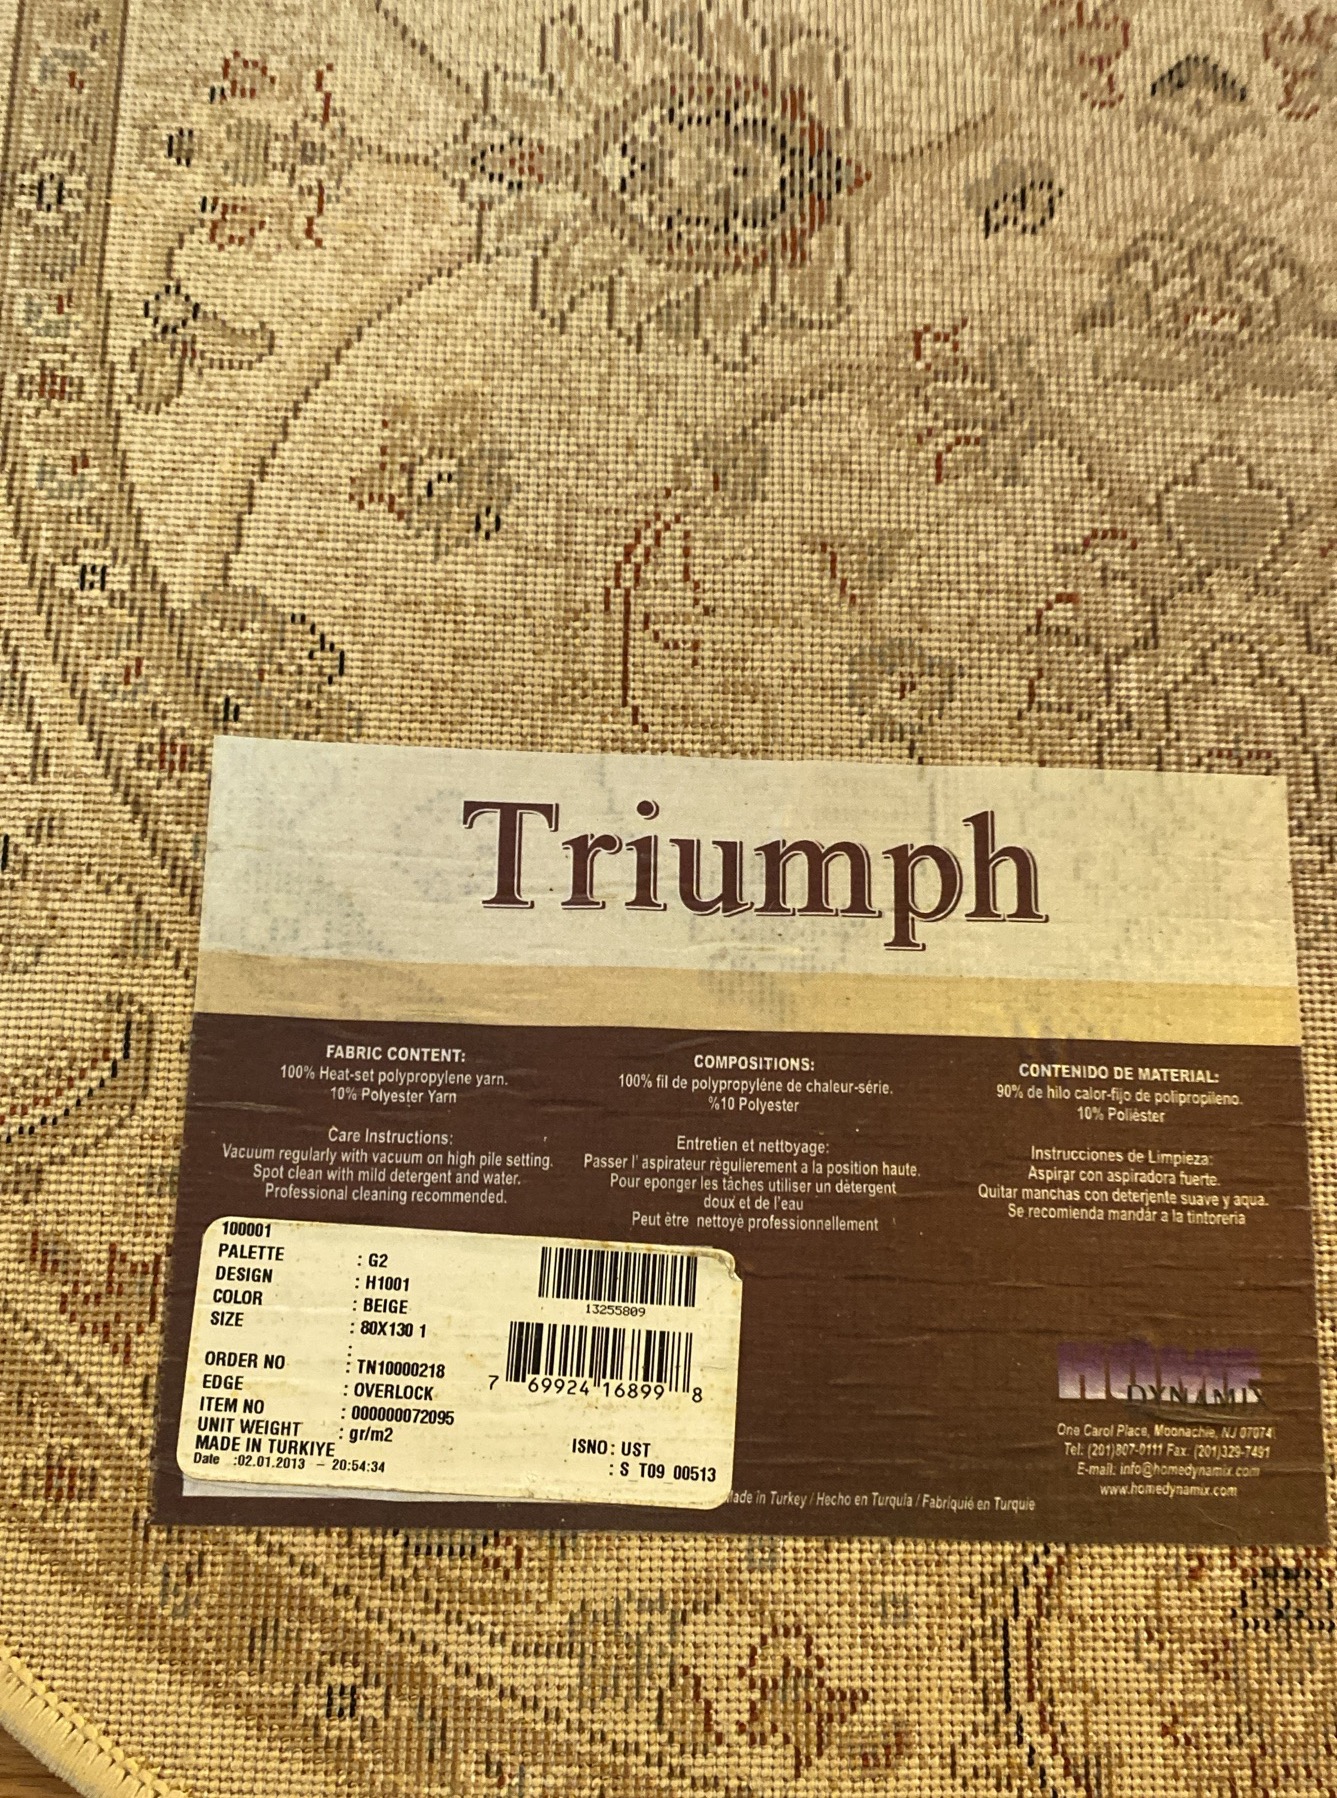 Triumph
FABRIC CONTENT:
100% Heat-set polypropylene yarn.
10% Polyester Yarn
Care Instructions:
Vacuum regularly with vacuum on high pile setting.
Spot clean with mild detergent and water.
Professional cleaning recommended.
COMPOSITIONS:
100% fil de polypropyléne de chaleur-série.
%10 Polyester
Entretien et nettoyage:
Passer l' aspirateur règulierement a la position haute.
Pour eponger les tâches utiliser un dètergent
doux et de l'eau
Peut ètre nettoyè professionnellement
CONTENIDO DE MATERIAL:
90% de hilo calor-fijo de polipropileno.
10% Poliéster
Instrucciones de Limpieza:
Aspirar con aspiradora fuerte.
Quitar manchas con deterjente suave y aqua.
Se recomienda mandar a la tintoreria
100001
PALETTE : G2
DESIGN : H1001
COLOR : BEIGE
SIZE : 80X130 1
:
ORDER NO : TN10000218
EDGE : OVERLOCK
ITEM NO : 000000072095
UNIT WEIGHT : gr/m2
MADE IN TURKIYE
Date :02.01.2013 - 20:54:34
13255809
7 69924 16899 8
ISNO : UST
: S T09 00513
HOME
DYNAMIX
One Carol Place, Moonachie, NJ 07074
Tel: (201)807-0111 Fax: (201)329-7491
E-mail: info@homedynamix.com
www.homedynamix.com
Made in Turkey / Hecho en Turquia / Fabriquié en Turquie